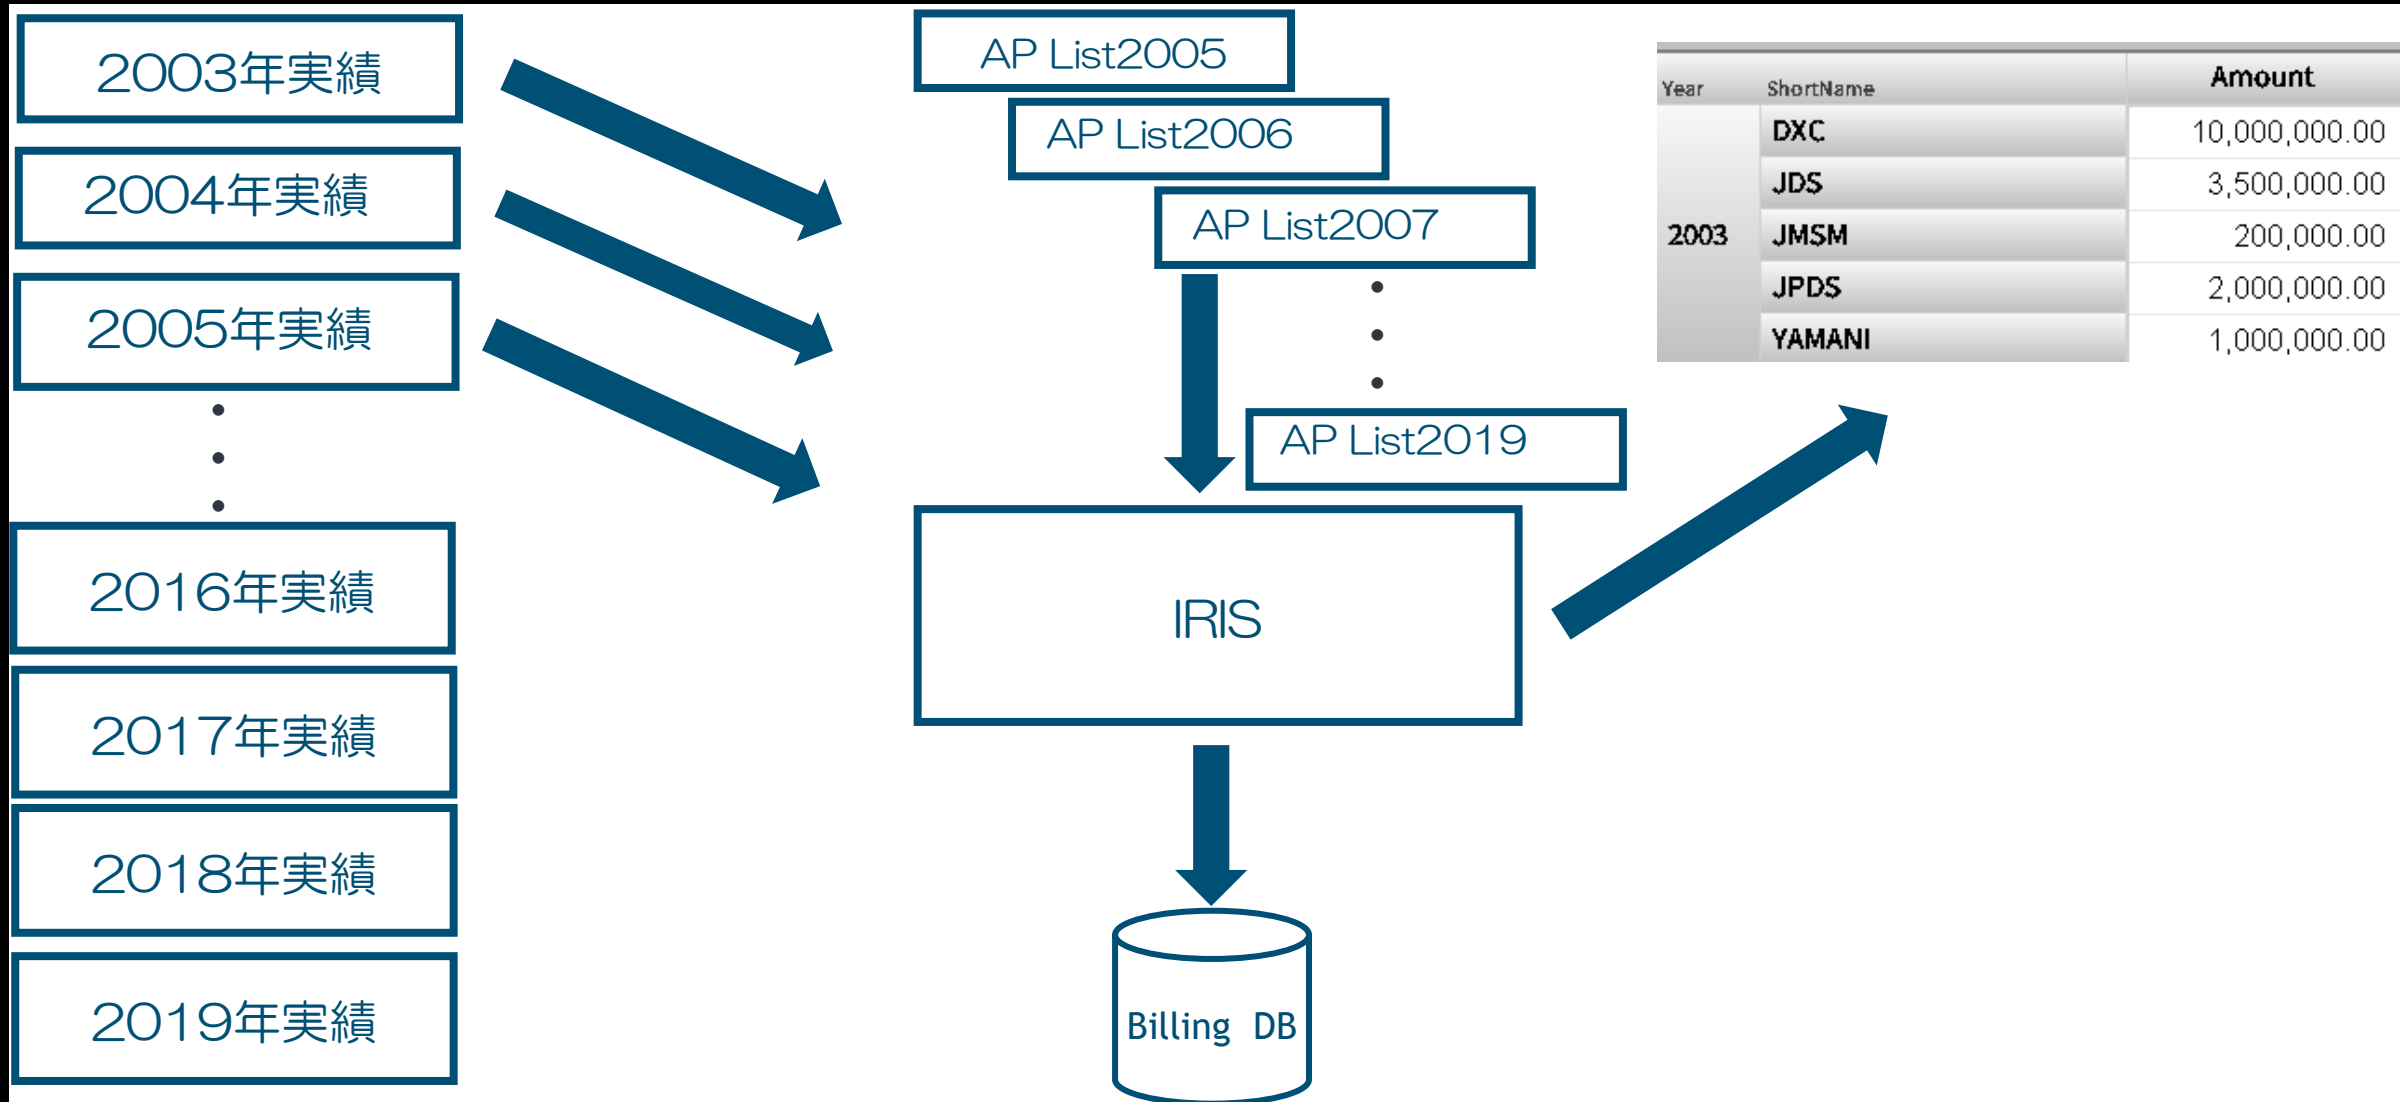 2003年実績
2004年実績
2005年実績
・
・
・
2016年実績
2017年実績
2018年実績
2019年実績
AP List2005
AP List2006
AP List2007
・
・
・
AP List2019
IRIS
Billing DB
Year ShortName Amount
2003 DXC 10,000,000.00
JDS 3,500,000.00
JMSM 200,000.00
JPDS 2,000,000.00
YAMANI 1,000,000.00